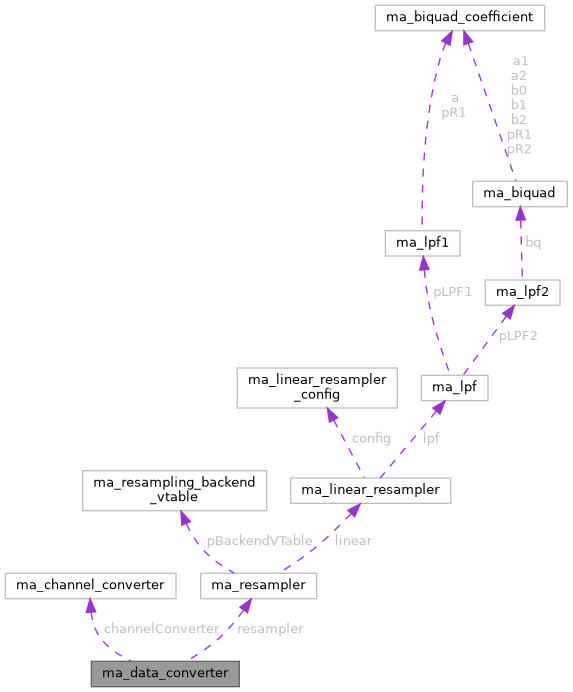 ma_biquad_coefficient
a1
a2
b0
b1
b2
pR1
pR2
a
pR1
ma_biquad
ma_lpf1
bq
ma_lpf2
pLPF1
pLPF2
ma_linear_resampler
_config
ma_lpf
config
lpf
ma_resampling_backend
_vtable
ma_linear_resampler
pBackendVTable
linear
ma_channel_converter
ma_resampler
channelConverter
resampler
ma_data_converter